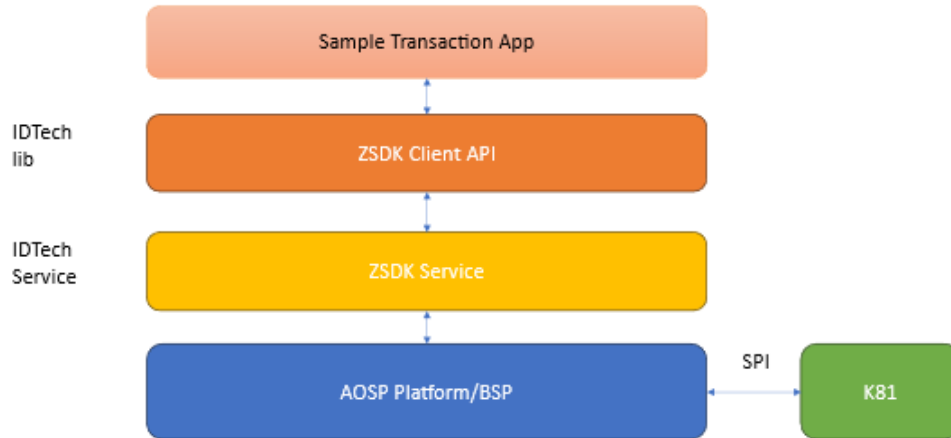 Sample Transaction App
IDTech
lib
ZSDK Client API
IDTech
Service
ZSDK Service
AOSP Platform/BSP
SPI
K81